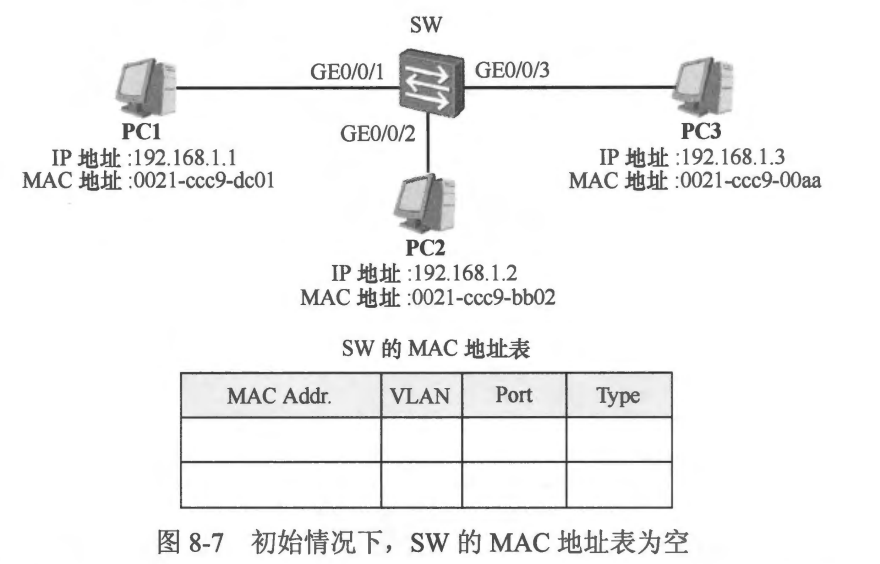 SW
GE0/0/1
GE0/0/3
GE0/0/2
PC1
IP 地址 :192.168.1.1
MAC 地址 :0021-ccc9-dc01
PC3
IP 地址 :192.168.1.3
MAC 地址 :0021-ccc9-00aa
PC2
IP 地址 :192.168.1.2
MAC 地址 :0021-ccc9-bb02
SW 的 MAC 地址表
MAC Addr. VLAN Port Type
图 8-7 初始情况下，SW 的 MAC 地址表为空